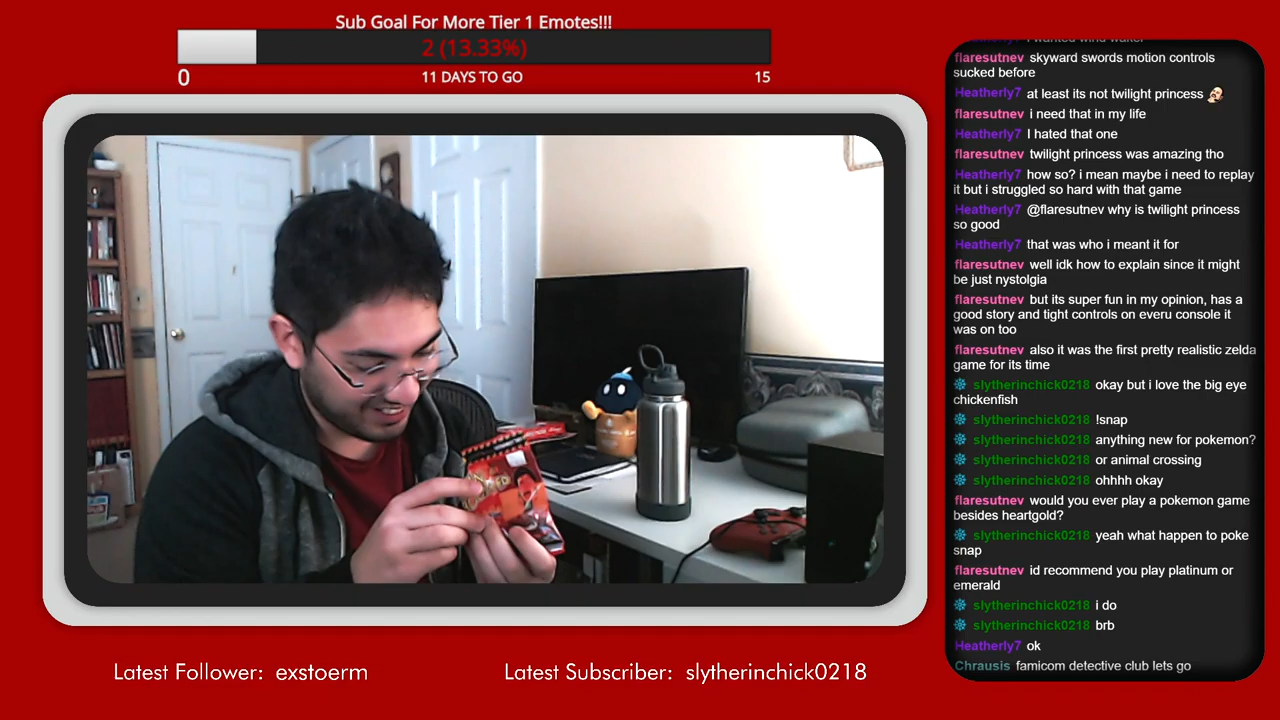 Sub Goal For More Tier 1 Emotes!!!
2 (13.33%)
0
11 DAYS TO GO
15
flaresutnev skyward swords motion controls
sucked before
Heatherly7 at least its not twilight princess
flaresutnev i need that in my life
Heatherly7 I hated that one
flaresutnev twilight princess was amazing tho
Heatherly7 how so? i mean maybe i need to replay
it but i struggled so hard with that game
Heatherly7 @flaresutnev why is twilight princess
so good
Heatherly7 that was who i meant it for
flaresutnev well idk how to explain since it might
be just nystolgia
flaresutnev but its super fun in my opinion, has a
good story and tight controls on everu console it
was on too
flaresutnev also it was the first pretty realistic zelda
game for its time
slytherinchick0218 okay but i love the big eye
chickenfish
slytherinchick0218 !snap
slytherinchick0218 anything new for pokemon?
slytherinchick0218 or animal crossing
slytherinchick0218 ohhhh okay
flaresutnev would you ever play a pokemon game
besides heartgold?
slytherinchick0218 yeah what happen to poke
snap
flaresutnev id recommend you play platinum or
emerald
slytherinchick0218 i do
slytherinchick0218 brb
Heatherly7 ok
Chrausis famicom detective club lets go
Latest Follower: exstoerm
Latest Subscriber: slytherinchick0218